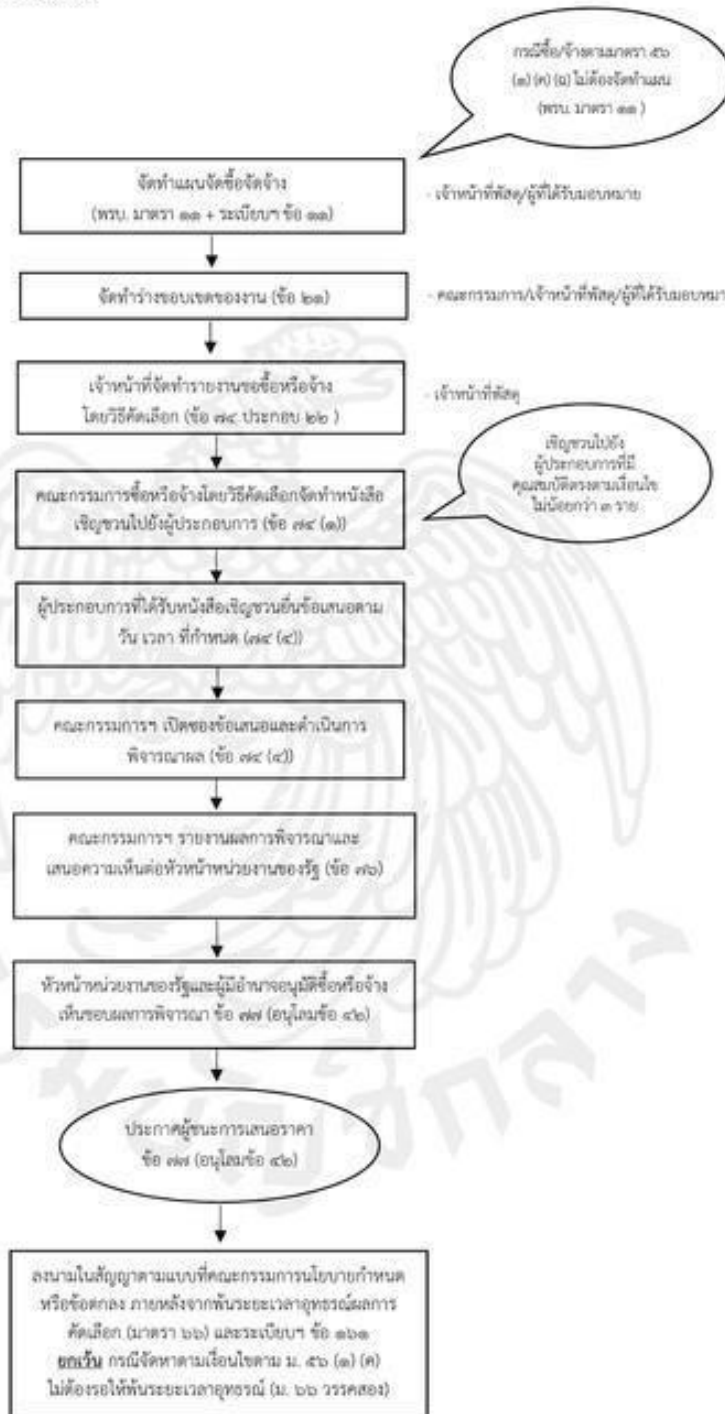 กรณีซื้อ/จ้างตามมาตรา ๕๖
(๑) (ค) (ฉ) ไม่ต้องจัดทำแผน
(พรบ. มาตรา ๑๑ )
จัดทำแผนจัดซื้อจัดจ้าง
(พรบ. มาตรา ๑๑ + ระเบียบฯ ข้อ ๑๑)
- เจ้าหน้าที่พัสดุ/ผู้ที่ได้รับมอบหมาย
จัดทำร่างขอบเขตของงาน (ข้อ ๒๑)
- คณะกรรมการ/เจ้าหน้าที่พัสดุ/ผู้ที่ได้รับมอบหมา
เจ้าหน้าที่จัดทำรายงานขอซื้อหรือจ้าง
โดยวิธีคัดเลือก (ข้อ ๗๔ ประกอบ ๒๒ )
- เจ้าหน้าที่พัสดุ
เชิญชวนไปยัง
ผู้ประกอบการที่มี
คุณสมบัติตรงตามเงื่อนไข
ไม่น้อยกว่า ๓ ราย
คณะกรรมการซื้อหรือจ้างโดยวิธีคัดเลือกจัดทำหนังสือ
เชิญชวนไปยังผู้ประกอบการ (ข้อ ๗๔ (๑))
ผู้ประกอบการที่ได้รับหนังสือเชิญชวนยื่นข้อเสนอตาม
วัน เวลา ที่กำหนด (๗๔ (๔))
คณะกรรมการฯ เปิดซองข้อเสนอและดำเนินการ
พิจารณาผล (ข้อ ๗๔ (๔))
คณะกรรมการฯ รายงานผลการพิจารณาและ
เสนอความเห็นต่อหัวหน้าหน่วยงานของรัฐ (ข้อ ๗๖)
หัวหน้าหน่วยงานของรัฐและผู้มีอำนาจอนุมัติซื้อหรือจ้าง
เห็นชอบผลการพิจารณา ข้อ ๗๗ (อนุโลมข้อ ๔๒)
ประกาศผู้ชนะการเสนอราคา
ข้อ ๗๗ (อนุโลมข้อ ๔๒)
ลงนามในสัญญาตามแบบที่คณะกรรมการนโยบายกำหนด
หรือข้อตกลง ภายหลังจากพ้นระยะเวลาอุทธรณ์ผลการ
คัดเลือก (มาตรา ๖๖) และระเบียบฯ ข้อ ๑๖๑
ยกเว้น กรณีจัดหาตามเงื่อนไขตาม ม. ๕๖ (๑) (ค)
ไม่ต้องรอให้พ้นระยะเวลาอุทธรณ์ (ม. ๖๖ วรรคสอง)